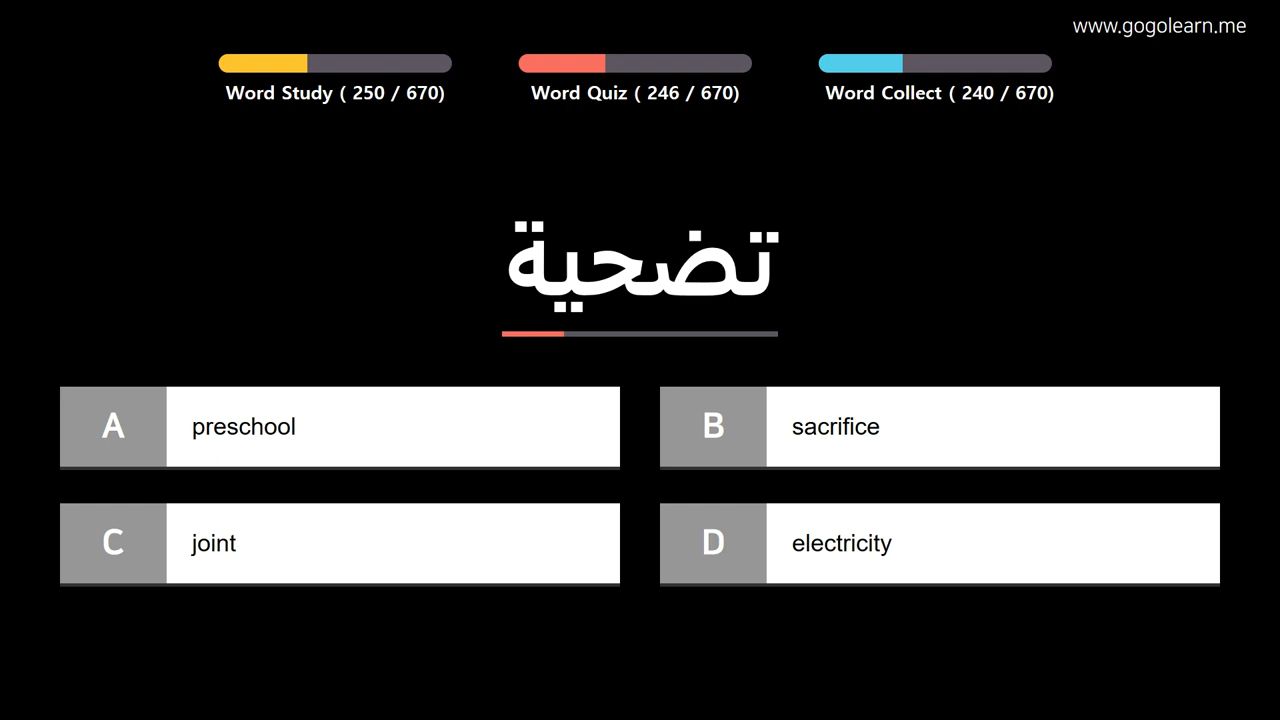 www.gogolearn.me
Word Study ( 250 / 670)
Word Quiz ( 246 / 670)
Word Collect ( 240 / 670)
تضحية
A preschool
B sacrifice
C joint
D electricity